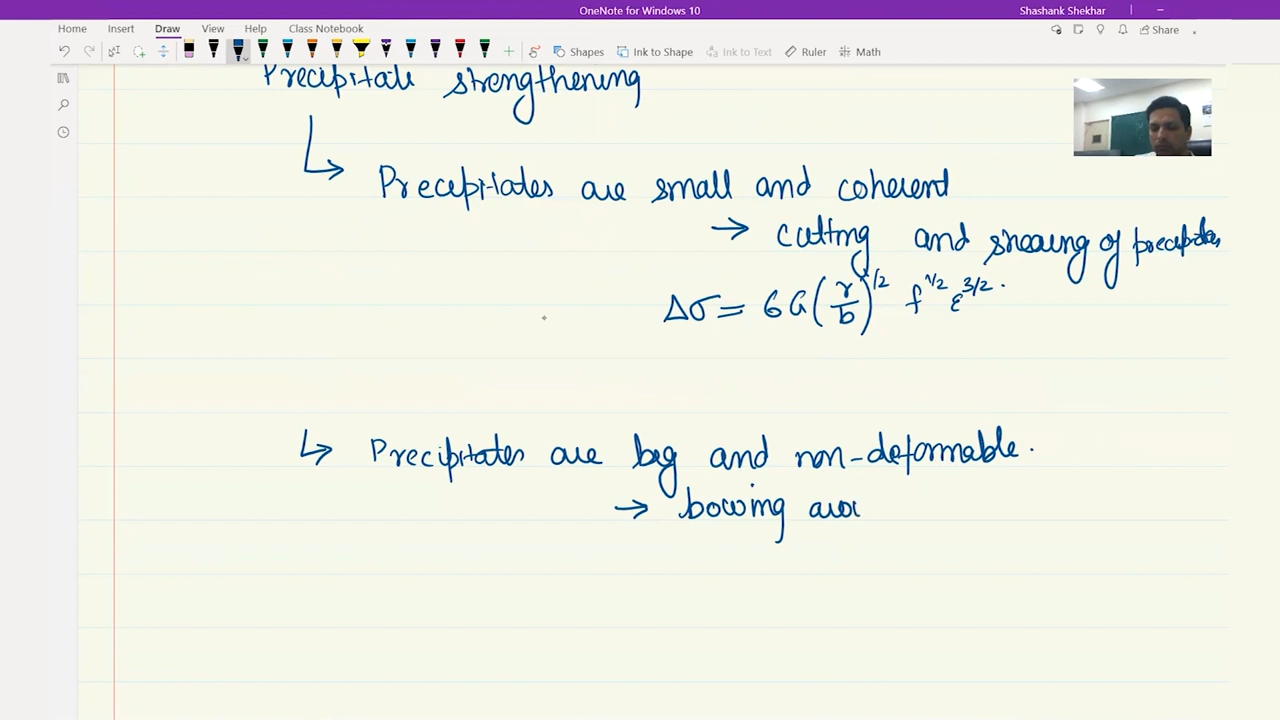 OneNote for Windows 10
Shashank Shekhar
Home Insert Draw View Help Class Notebook
Shapes Ink to Shape Ink to Text Ruler Math
Share
Precipitate strengthening
Precipitates are small and coherent
→ cutting and shearing of precipitates
Δσ = 6G(r/b)^1/2 f^1/2 ε^3/2.
Precipitates are big and non-deformable.
→ bowing arou